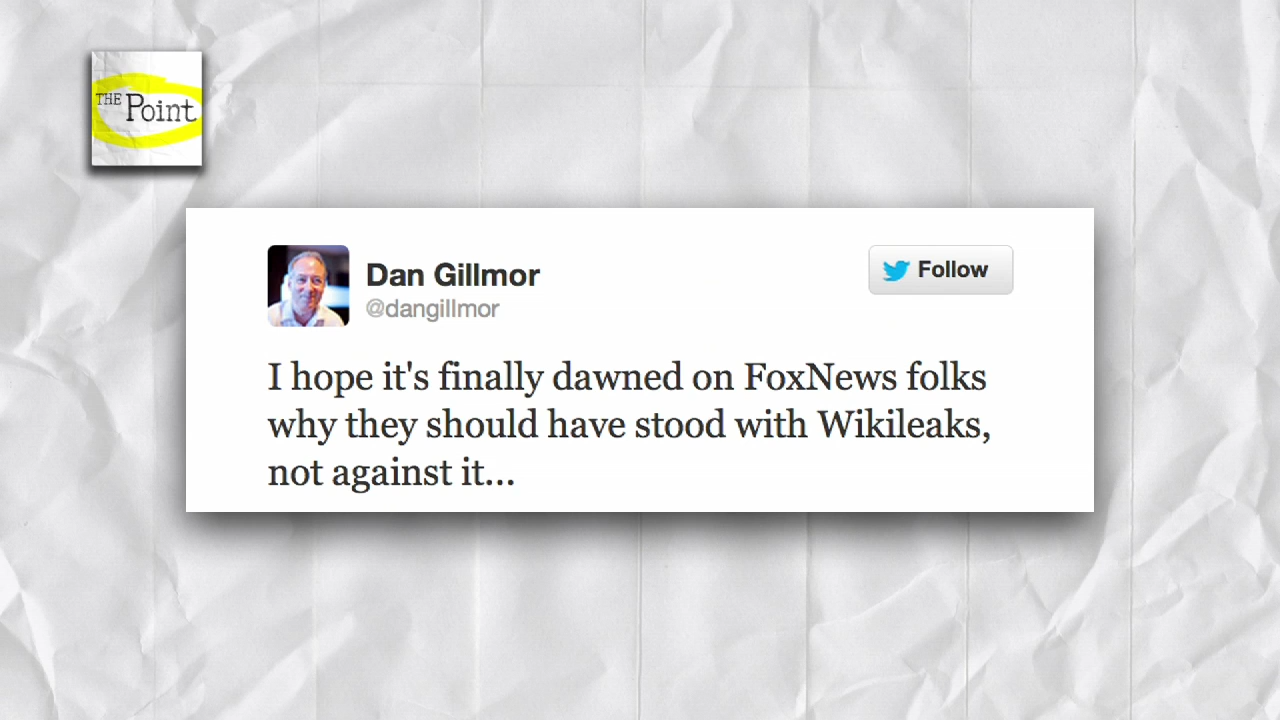 THE Point
Dan Gillmor
@dangillmor
Follow
I hope it's finally dawned on FoxNews folks
why they should have stood with Wikileaks,
not against it...